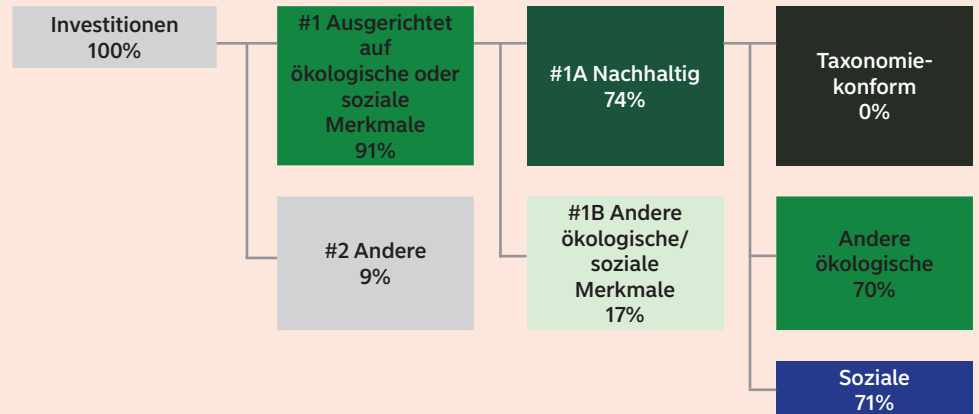 Investitionen
100%
#1 Ausgerichtet
auf
ökologische oder
soziale
Merkmale
91%
#1A Nachhaltig
74%
Taxonomie-
konform
0%
#2 Andere
9%
#1B Andere
ökologische/
soziale
Merkmale
17%
Andere
ökologische
70%
Soziale
71%